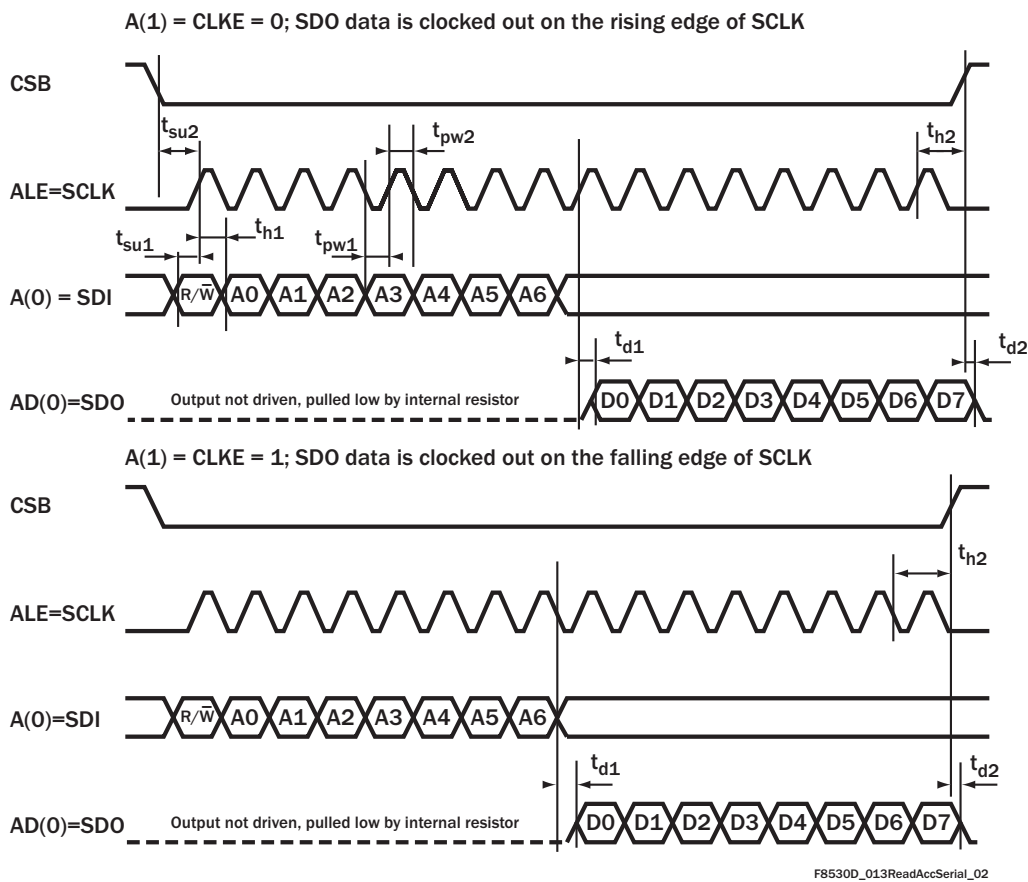 A(1) = CLKE = 0; SDO data is clocked out on the rising edge of SCLK
CSB
tsu2
tpw2
th2
ALE=SCLK
tsu1
th1
tpw1
A(0) = SDI
R/W̅ A0 A1 A2 A3 A4 A5 A6
td1
td2
AD(0)=SDO
Output not driven, pulled low by internal resistor
D0 D1 D2 D3 D4 D5 D6 D7
A(1) = CLKE = 1; SDO data is clocked out on the falling edge of SCLK
CSB
th2
ALE=SCLK
A(0)=SDI
R/W̅ A0 A1 A2 A3 A4 A5 A6
td1
td2
AD(0)=SDO
Output not driven, pulled low by internal resistor
D0 D1 D2 D3 D4 D5 D6 D7
F8530D_013ReadAccSerial_02